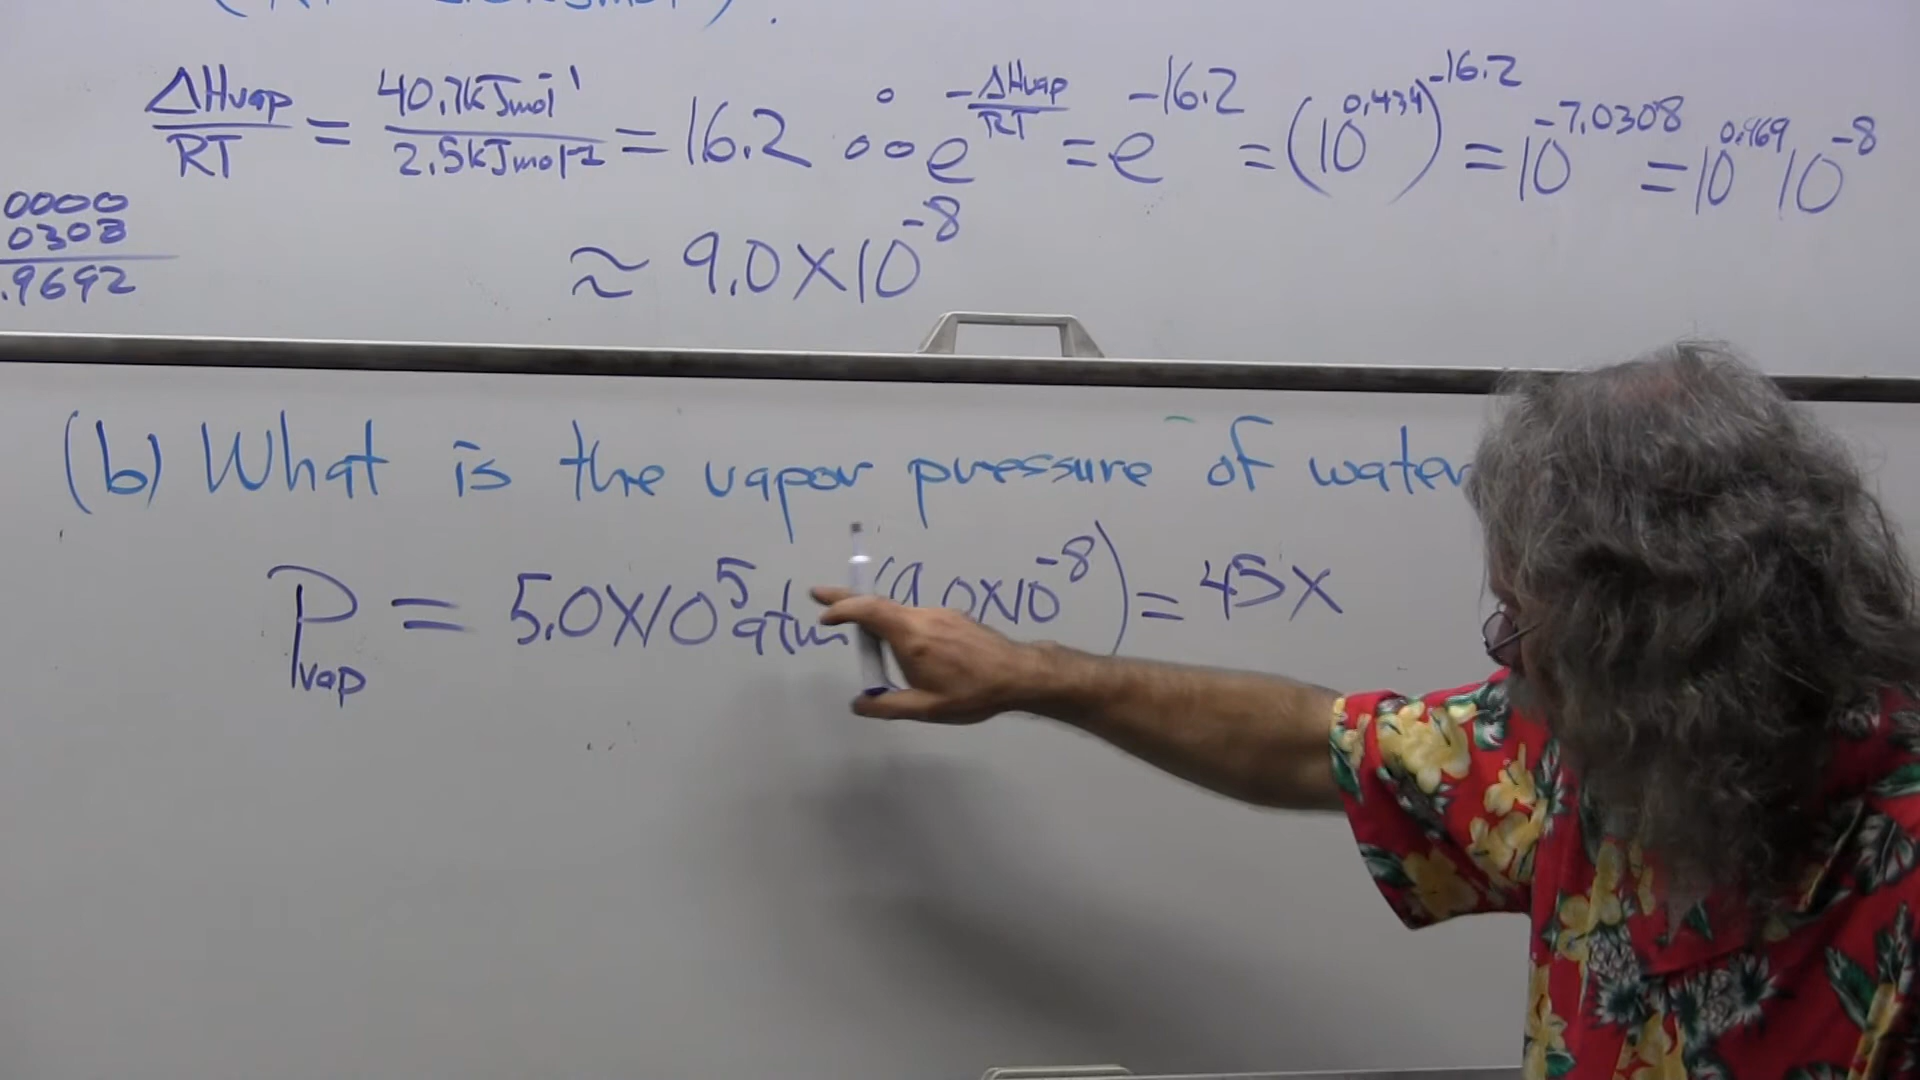 ΔHvap/RT = 40.7kJmol⁻¹/2.5kJmol⁻¹ = 16.2 ∴ e^(-ΔHvap/RT) = e^-16.2 = (10^0.434)^-16.2 = 10^-7.0308 = 10^0.969 10^-8
0000
0308
.9692
≈ 9.0×10⁻⁸
(b) What is the vapor pressure of water
Pvap = 5.0×10⁵ atm (9.0×10⁻⁸) = 45×